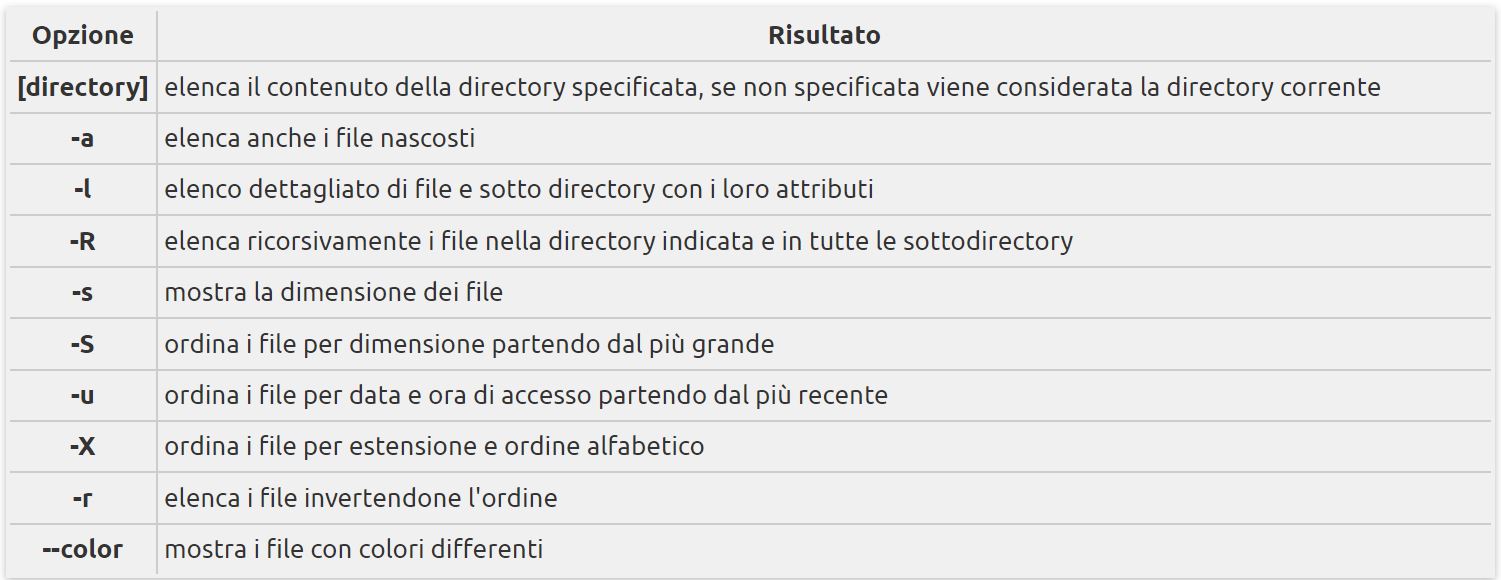 Opzione Risultato
[directory] elenca il contenuto della directory specificata, se non specificata viene considerata la directory corrente
-a elenca anche i file nascosti
-l elenco dettagliato di file e sotto directory con i loro attributi
-R elenca ricorsivamente i file nella directory indicata e in tutte le sottodirectory
-s mostra la dimensione dei file
-S ordina i file per dimensione partendo dal più grande
-u ordina i file per data e ora di accesso partendo dal più recente
-X ordina i file per estensione e ordine alfabetico
-r elenca i file invertendone l'ordine
--color mostra i file con colori differenti